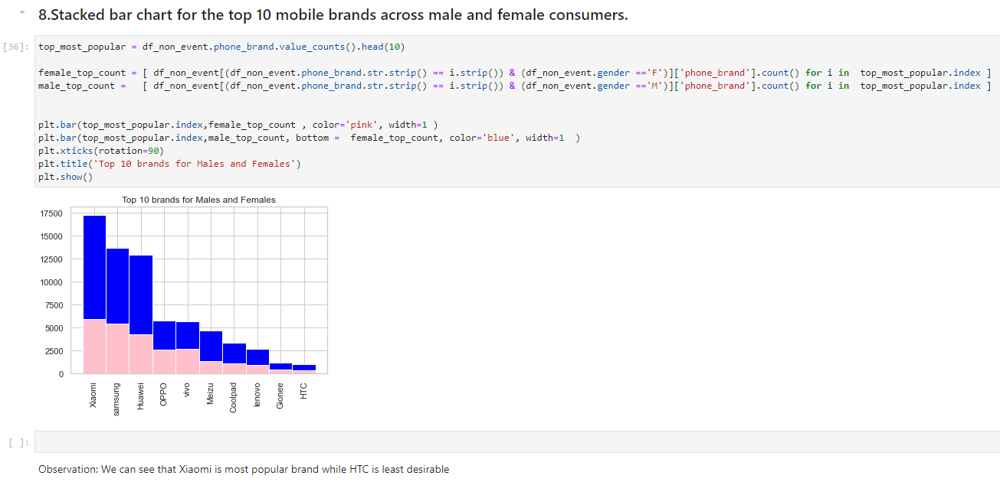 8.Stacked bar chart for the top 10 mobile brands across male and female consumers.
[36]: top_most_popular = df_non_event.phone_brand.value_counts().head(10)
female_top_count = [ df_non_event[(df_non_event.phone_brand.str.strip() == i.strip()) & (df_non_event.gender =='F')]['phone_brand'].count() for i in  top_most_popular.index ]
male_top_count =   [ df_non_event[(df_non_event.phone_brand.str.strip() == i.strip()) & (df_non_event.gender =='M')]['phone_brand'].count() for i in  top_most_popular.index ]
plt.bar(top_most_popular.index,female_top_count , color='pink', width=1 )
plt.bar(top_most_popular.index,male_top_count, bottom =  female_top_count, color='blue', width=1  )
plt.xticks(rotation=90)
plt.title('Top 10 brands for Males and Females')
plt.show()
Top 10 brands for Males and Females
17500
15000
12500
10000
7500
5000
2500
0
Xiaomi
samsung
Huawei
OPPO
vivo
Meizu
Coolpad
lenovo
Gionee
HTC
[ ]:
Observation: We can see that Xiaomi is most popular brand while HTC is least desirable